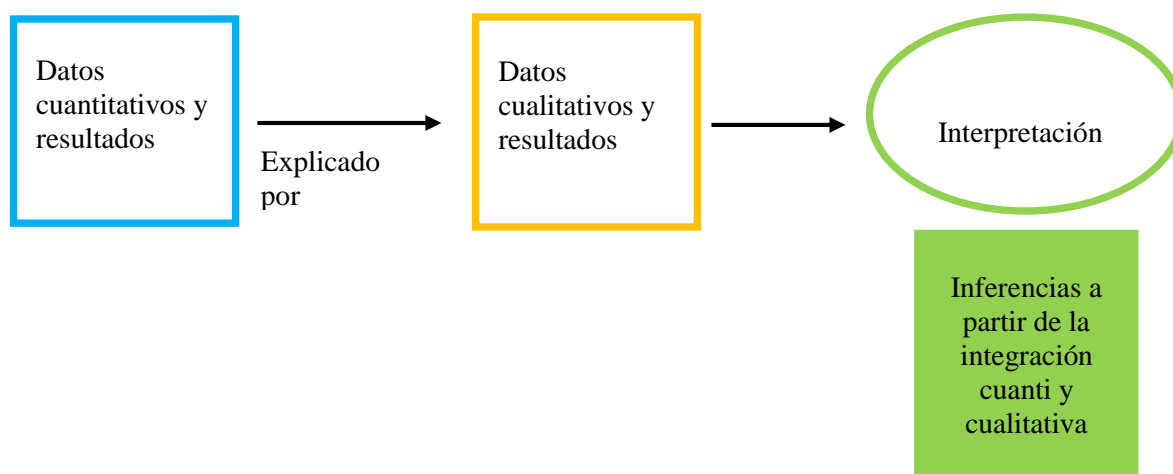 Datos
cuantitativos y
resultados
Explicado
por
Datos
cualitativos y
resultados
Interpretación
Inferencias a
partir de la
integración
cuanti y
cualitativa